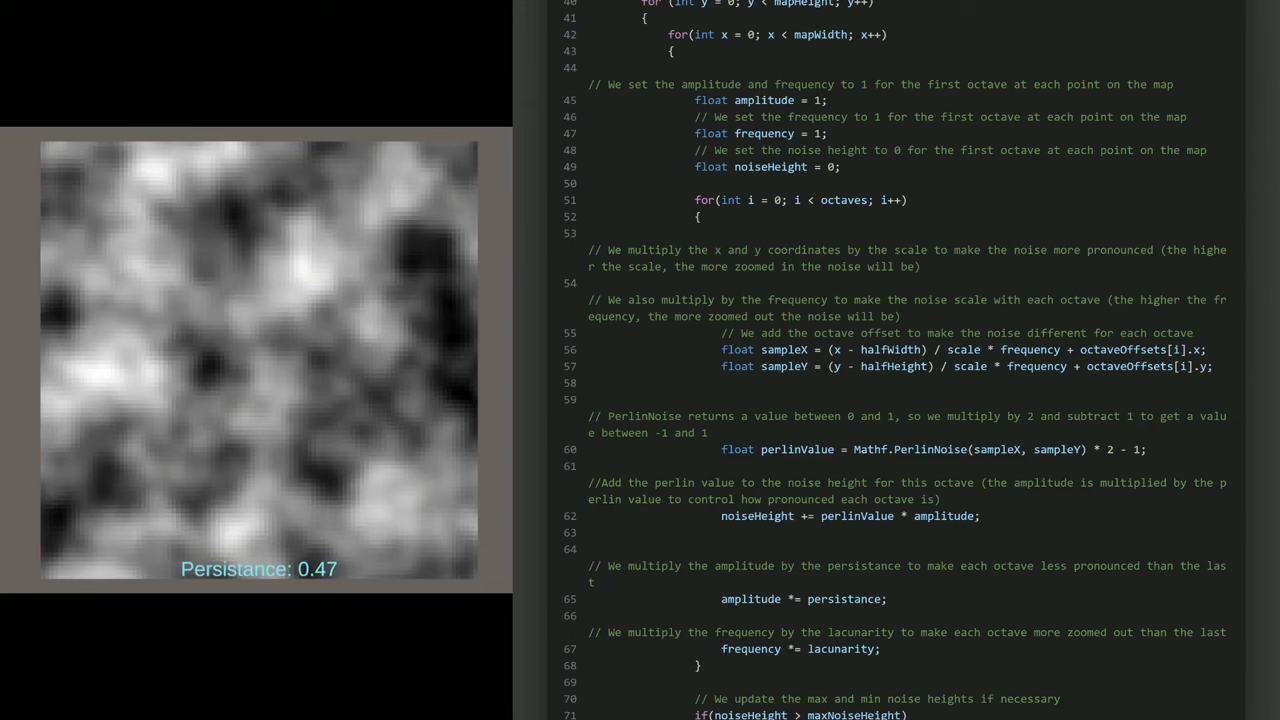 Persistance: 0.47
40 for (int y = 0; y < mapHeight; y++)
41 {
42 for(int x = 0; x < mapWidth; x++)
43 {
44
// We set the amplitude and frequency to 1 for the first octave at each point on the map
45 float amplitude = 1;
46 // We set the frequency to 1 for the first octave at each point on the map
47 float frequency = 1;
48 // We set the noise height to 0 for the first octave at each point on the map
49 float noiseHeight = 0;
50
51 for(int i = 0; i < octaves; i++)
52 {
53
// We multiply the x and y coordinates by the scale to make the noise more pronounced (the highe
r the scale, the more zoomed in the noise will be)
54
// We also multiply by the frequency to make the noise scale with each octave (the higher the fr
equency, the more zoomed out the noise will be)
55 // We add the octave offset to make the noise different for each octave
56 float sampleX = (x - halfWidth) / scale * frequency + octaveOffsets[i].x;
57 float sampleY = (y - halfHeight) / scale * frequency + octaveOffsets[i].y;
58
59
// PerlinNoise returns a value between 0 and 1, so we multiply by 2 and subtract 1 to get a valu
e between -1 and 1
60 float perlinValue = Mathf.PerlinNoise(sampleX, sampleY) * 2 - 1;
61
//Add the perlin value to the noise height for this octave (the amplitude is multiplied by the p
erlin value to control how pronounced each octave is)
62 noiseHeight += perlinValue * amplitude;
63
64
// We multiply the amplitude by the persistance to make each octave less pronounced than the las
t
65 amplitude *= persistance;
66
// We multiply the frequency by the lacunarity to make each octave more zoomed out than the last
67 frequency *= lacunarity;
68 }
69
70 // We update the max and min noise heights if necessary
71 if(noiseHeight > maxNoiseHeight)